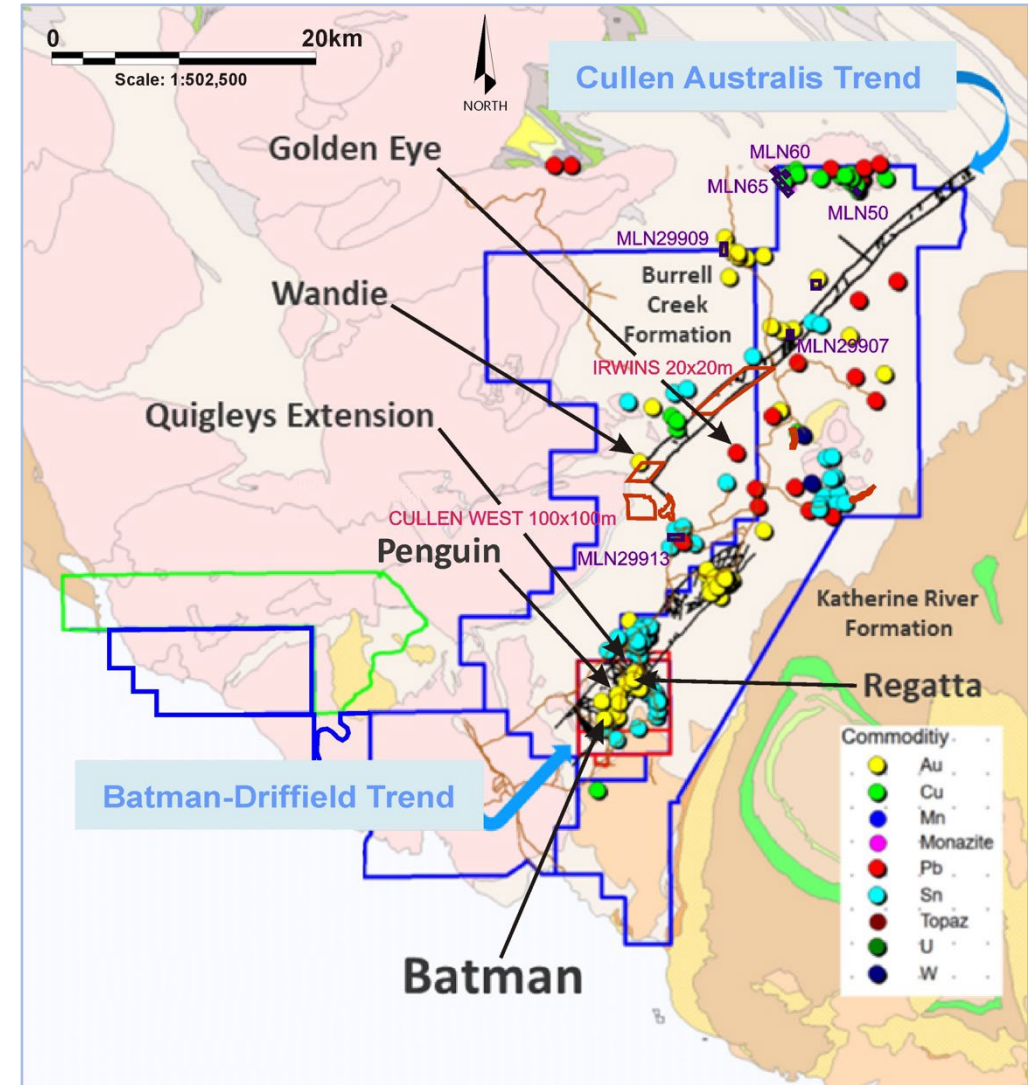 0 20km
Scale: 1:502,500
NORTH
Cullen Australis Trend
Golden Eye
MLN60
MLN65
MLN50
MLN29909
Burrell
Creek
Formation
Wandie
MLN29907
IRWINS 20x20m
Quigleys Extension
CULLEN WEST 100x100m
Penguin
MLN29913
Katherine River
Formation
Regatta
Commoditiy
Au
Cu
Mn
Monazite
Pb
Sn
Topaz
U
W
Batman-Driffield Trend
Batman